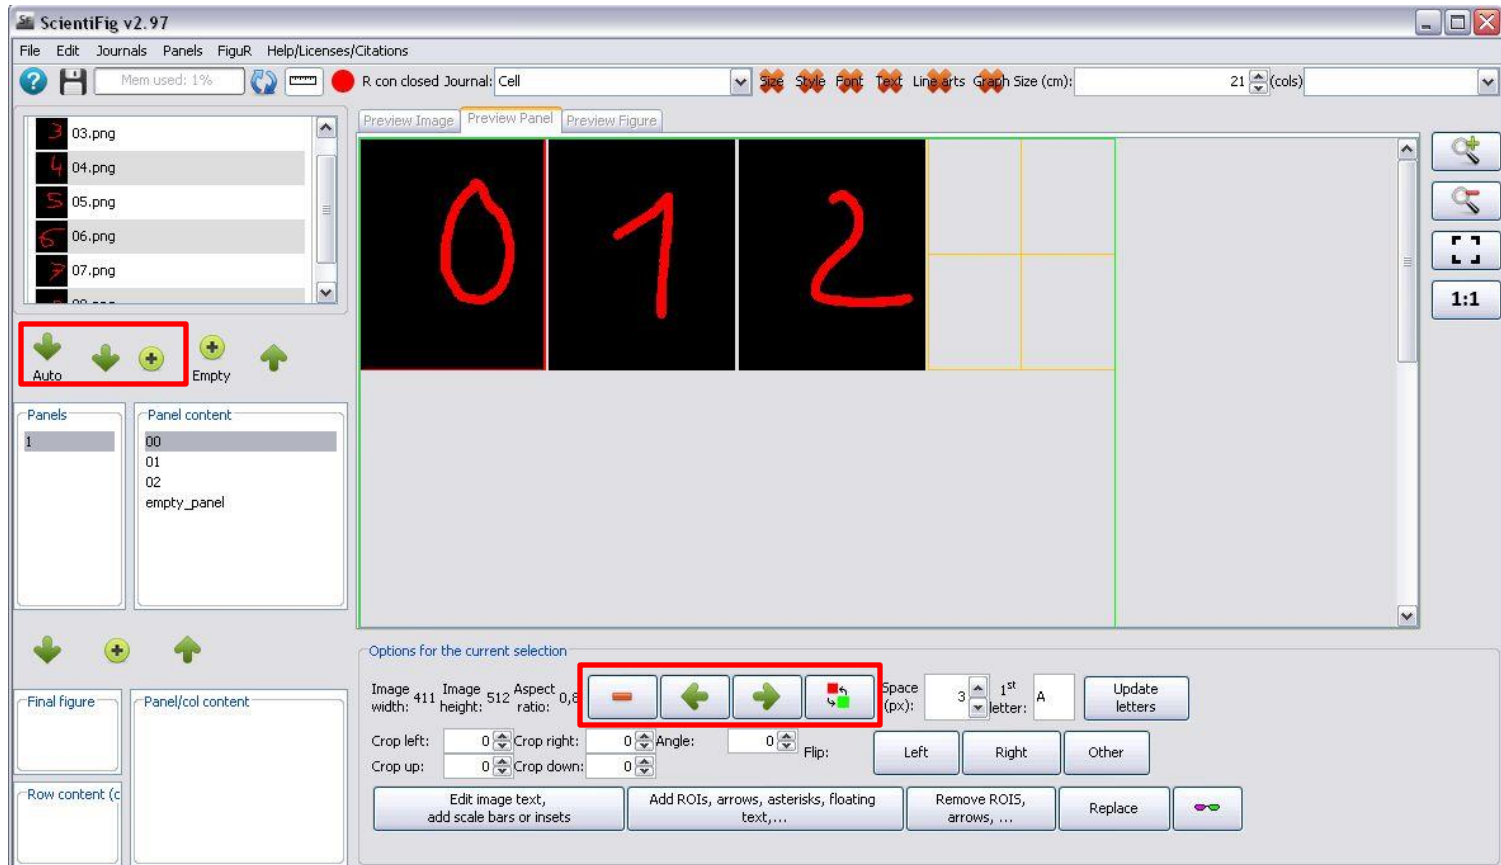 ScientiFig v2.97
File Edit Journals Panels FiguR Help/Licenses/Citations
Mem used: 1% R con closed Journal: Cell Size Style Font Text Line arts Graph Size (cm): 21 (cols)
Preview Image Preview Panel Preview Figure
3 03.png
4 04.png
5 05.png
6 06.png
7 07.png
0 1 2
1:1
Auto Empty
Panels Panel content
1 00
01
02
empty_panel
Options for the current selection
Image width: 411 Image height: 512 Aspect ratio: 0,8 Space (px): 3 1st letter: A Update letters
Final figure Panel/col content
Crop left: 0 Crop right: 0 Angle: 0 Flip: Left Right Other
Crop up: 0 Crop down: 0
Row content (c
Edit image text, add scale bars or insets Add ROIs, arrows, asterisks, floating text,... Remove ROIS, arrows, ... Replace